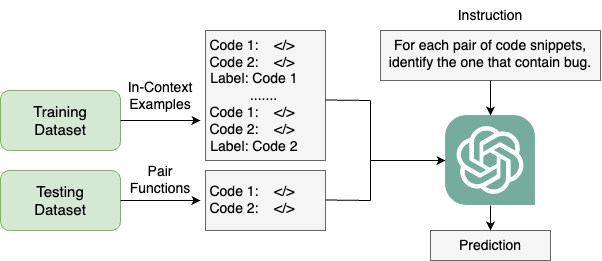 Instruction
For each pair of code snippets,
identify the one that contain bug.
Training
Dataset
In-Context
Examples
Code 1: </>
Code 2: </>
Label: Code 1
.......
Code 1: </>
Code 2: </>
Label: Code 2
Testing
Dataset
Pair
Functions
Code 1: </>
Code 2: </>
Prediction